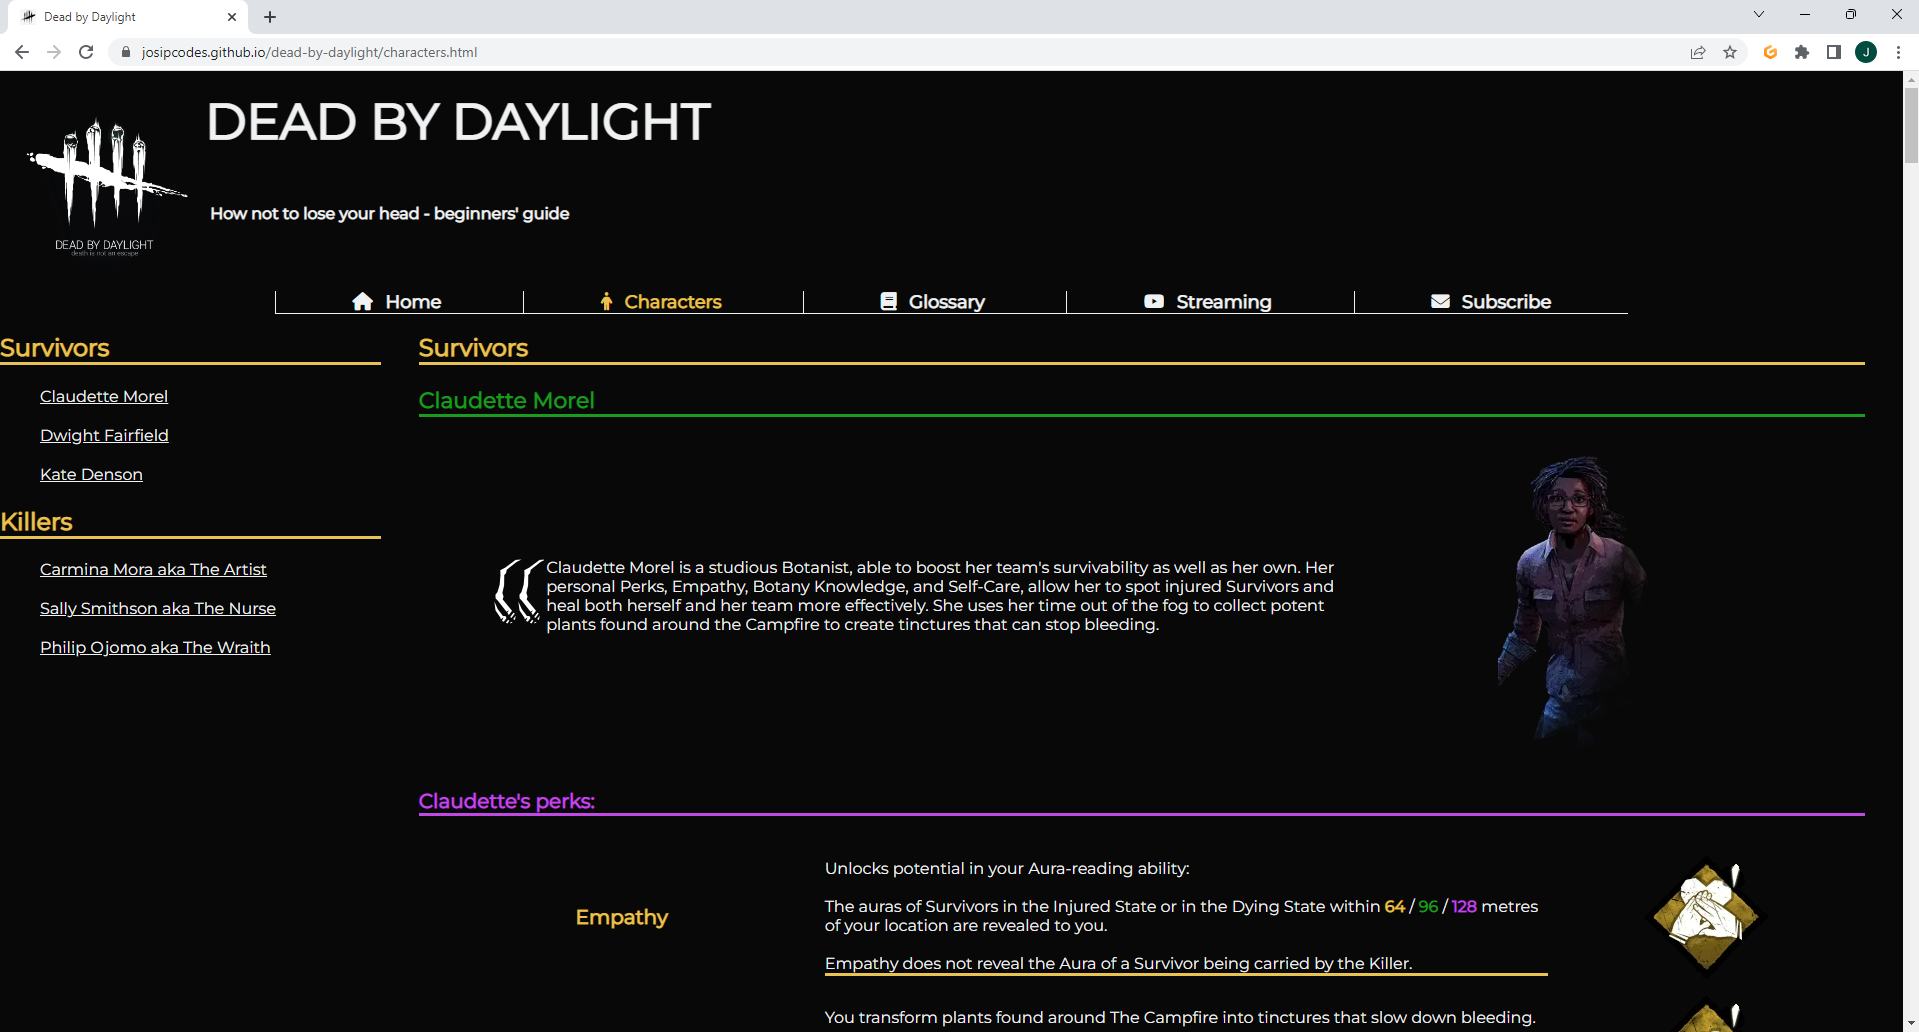 Dead by Daylight
josipcodes.github.io/dead-by-daylight/characters.html
J
DEAD BY DAYLIGHT
How not to lose your head - beginners' guide
DEAD BY DAYLIGHT
death is not an escape
Home
Characters
Glossary
Streaming
Subscribe
Survivors
Claudette Morel
Dwight Fairfield
Kate Denson
Killers
Carmina Mora aka The Artist
Sally Smithson aka The Nurse
Philip Ojomo aka The Wraith
Survivors
Claudette Morel
Claudette Morel is a studious Botanist, able to boost her team's survivability as well as her own. Her
personal Perks, Empathy, Botany Knowledge, and Self-Care, allow her to spot injured Survivors and
heal both herself and her team more effectively. She uses her time out of the fog to collect potent
plants found around the Campfire to create tinctures that can stop bleeding.
Claudette's perks:
Empathy
Unlocks potential in your Aura-reading ability:
The auras of Survivors in the Injured State or in the Dying State within 64 / 96 / 128 metres
of your location are revealed to you.
Empathy does not reveal the Aura of a Survivor being carried by the Killer.
You transform plants found around The Campfire into tinctures that slow down bleeding.